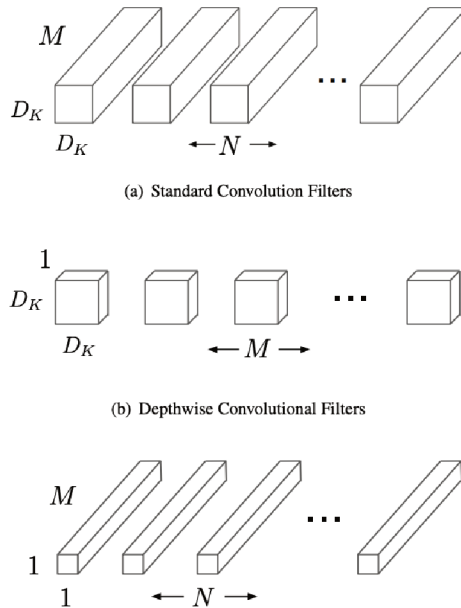 M
D_K
D_K
N
...
(a) Standard Convolution Filters
1
D_K
D_K
M
...
(b) Depthwise Convolutional Filters
M
1
1
N
...